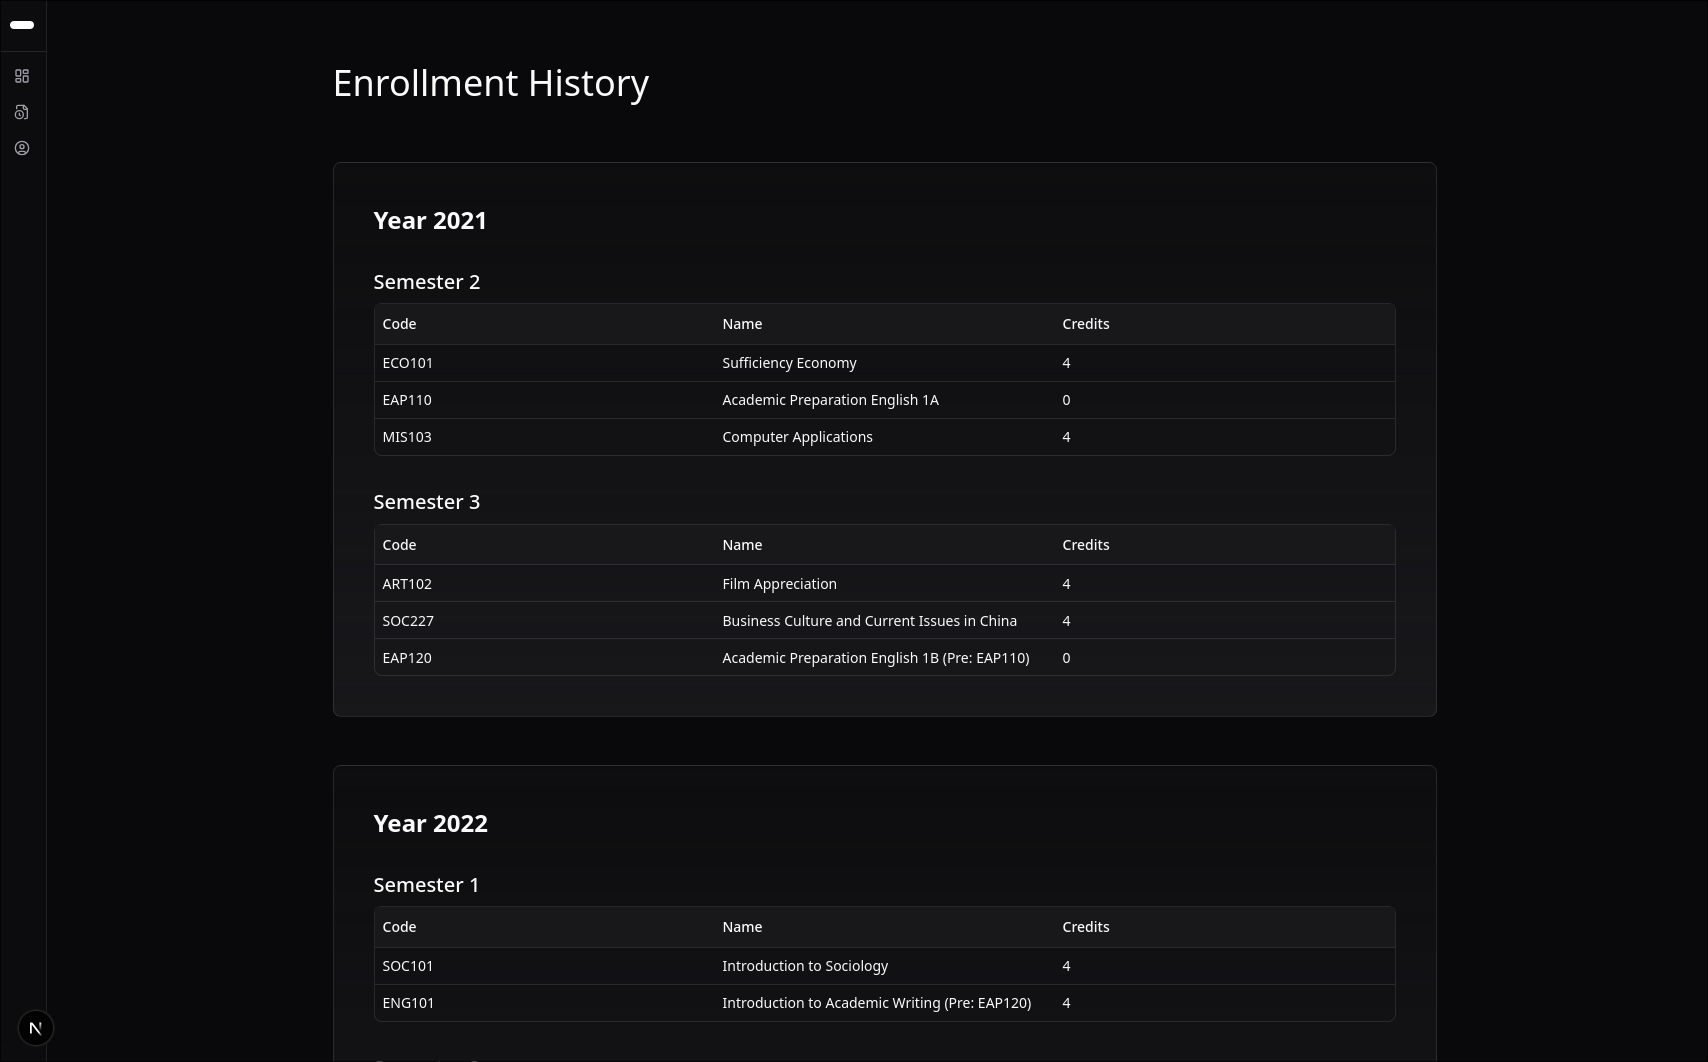 Enrollment History
Year 2021
Semester 2
Code Name Credits
ECO101 Sufficiency Economy 4
EAP110 Academic Preparation English 1A 0
MIS103 Computer Applications 4
Semester 3
Code Name Credits
ART102 Film Appreciation 4
SOC227 Business Culture and Current Issues in China 4
EAP120 Academic Preparation English 1B (Pre: EAP110) 0
Year 2022
Semester 1
Code Name Credits
SOC101 Introduction to Sociology 4
ENG101 Introduction to Academic Writing (Pre: EAP120) 4
N